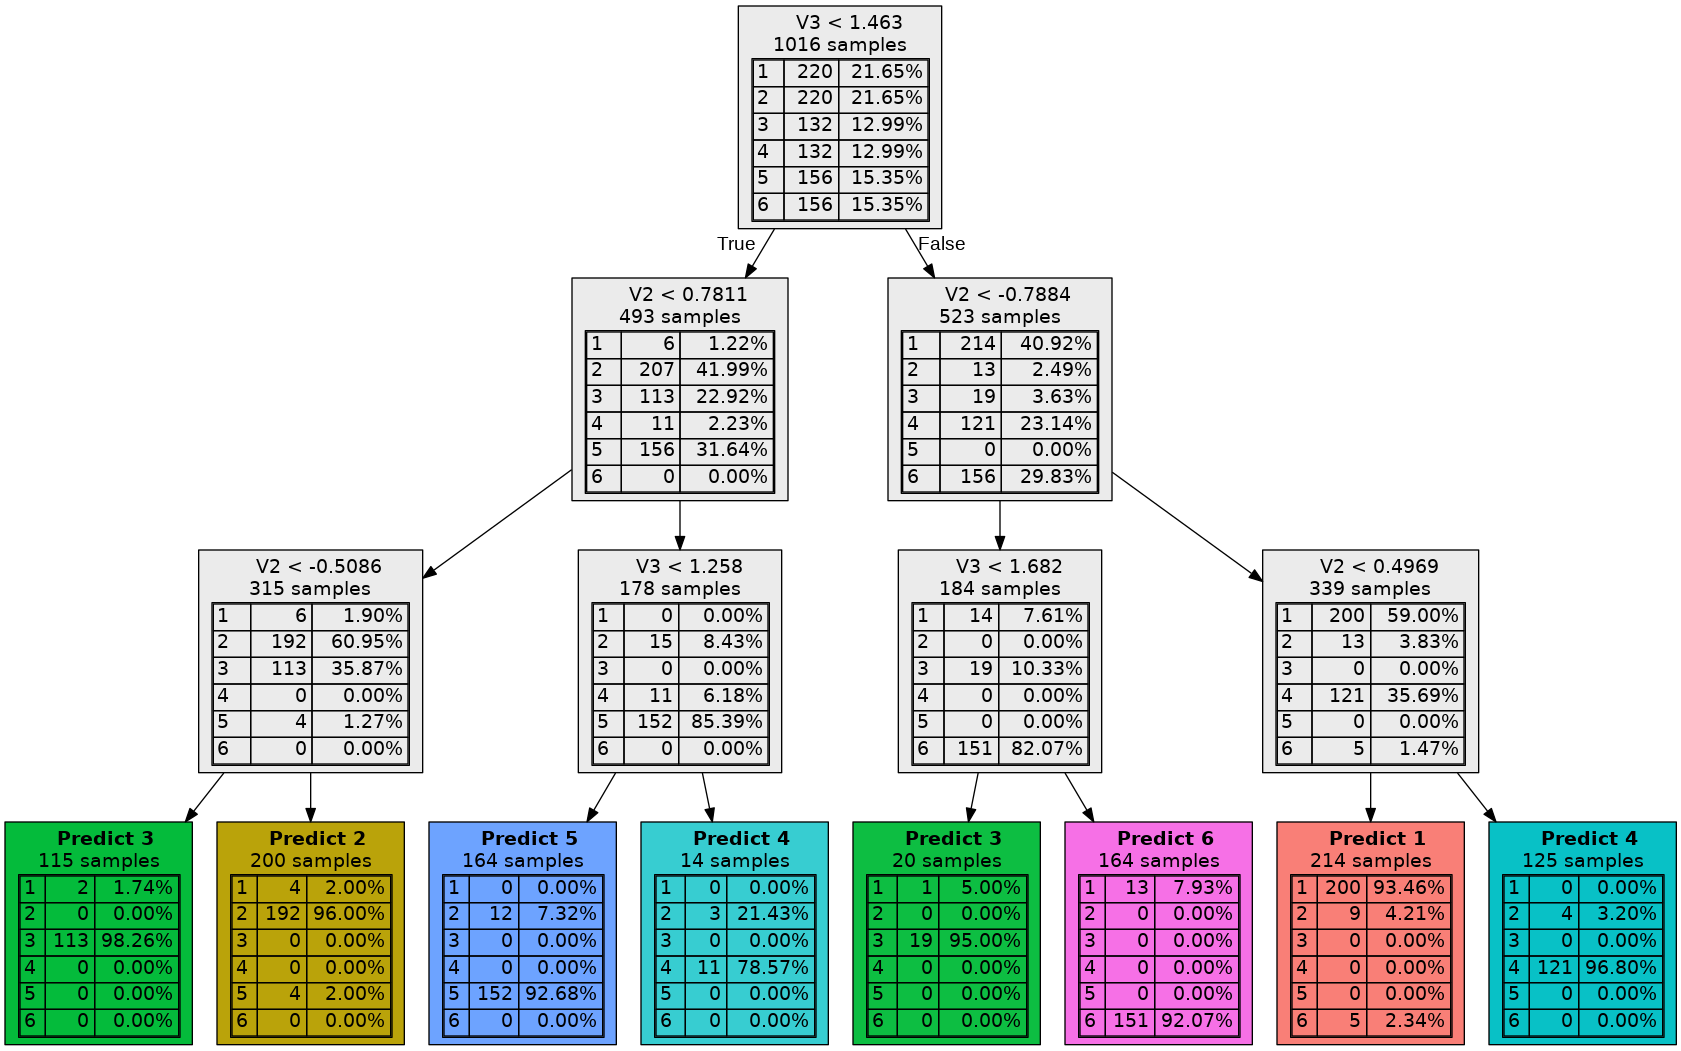 V3 < 1.463
1016 samples
1 220 21.65%
2 220 21.65%
3 132 12.99%
4 132 12.99%
5 156 15.35%
6 156 15.35%
True
False
V2 < 0.7811
493 samples
1 6 1.22%
2 207 41.99%
3 113 22.92%
4 11 2.23%
5 156 31.64%
6 0 0.00%
V2 < -0.7884
523 samples
1 214 40.92%
2 13 2.49%
3 19 3.63%
4 121 23.14%
5 0 0.00%
6 156 29.83%
V2 < -0.5086
315 samples
1 6 1.90%
2 192 60.95%
3 113 35.87%
4 0 0.00%
5 4 1.27%
6 0 0.00%
V3 < 1.258
178 samples
1 0 0.00%
2 15 8.43%
3 0 0.00%
4 11 6.18%
5 152 85.39%
6 0 0.00%
V3 < 1.682
184 samples
1 14 7.61%
2 0 0.00%
3 19 10.33%
4 0 0.00%
5 0 0.00%
6 151 82.07%
V2 < 0.4969
339 samples
1 200 59.00%
2 13 3.83%
3 0 0.00%
4 121 35.69%
5 0 0.00%
6 5 1.47%
Predict 3
115 samples
1 2 1.74%
2 0 0.00%
3 113 98.26%
4 0 0.00%
5 0 0.00%
6 0 0.00%
Predict 2
200 samples
1 4 2.00%
2 192 96.00%
3 0 0.00%
4 0 0.00%
5 4 2.00%
6 0 0.00%
Predict 5
164 samples
1 0 0.00%
2 12 7.32%
3 0 0.00%
4 0 0.00%
5 152 92.68%
6 0 0.00%
Predict 4
14 samples
1 0 0.00%
2 3 21.43%
3 0 0.00%
4 11 78.57%
5 0 0.00%
6 0 0.00%
Predict 3
20 samples
1 1 5.00%
2 0 0.00%
3 19 95.00%
4 0 0.00%
5 0 0.00%
6 0 0.00%
Predict 6
164 samples
1 13 7.93%
2 0 0.00%
3 0 0.00%
4 0 0.00%
5 0 0.00%
6 151 92.07%
Predict 1
214 samples
1 200 93.46%
2 9 4.21%
3 0 0.00%
4 0 0.00%
5 0 0.00%
6 5 2.34%
Predict 4
125 samples
1 0 0.00%
2 4 3.20%
3 0 0.00%
4 121 96.80%
5 0 0.00%
6 0 0.00%